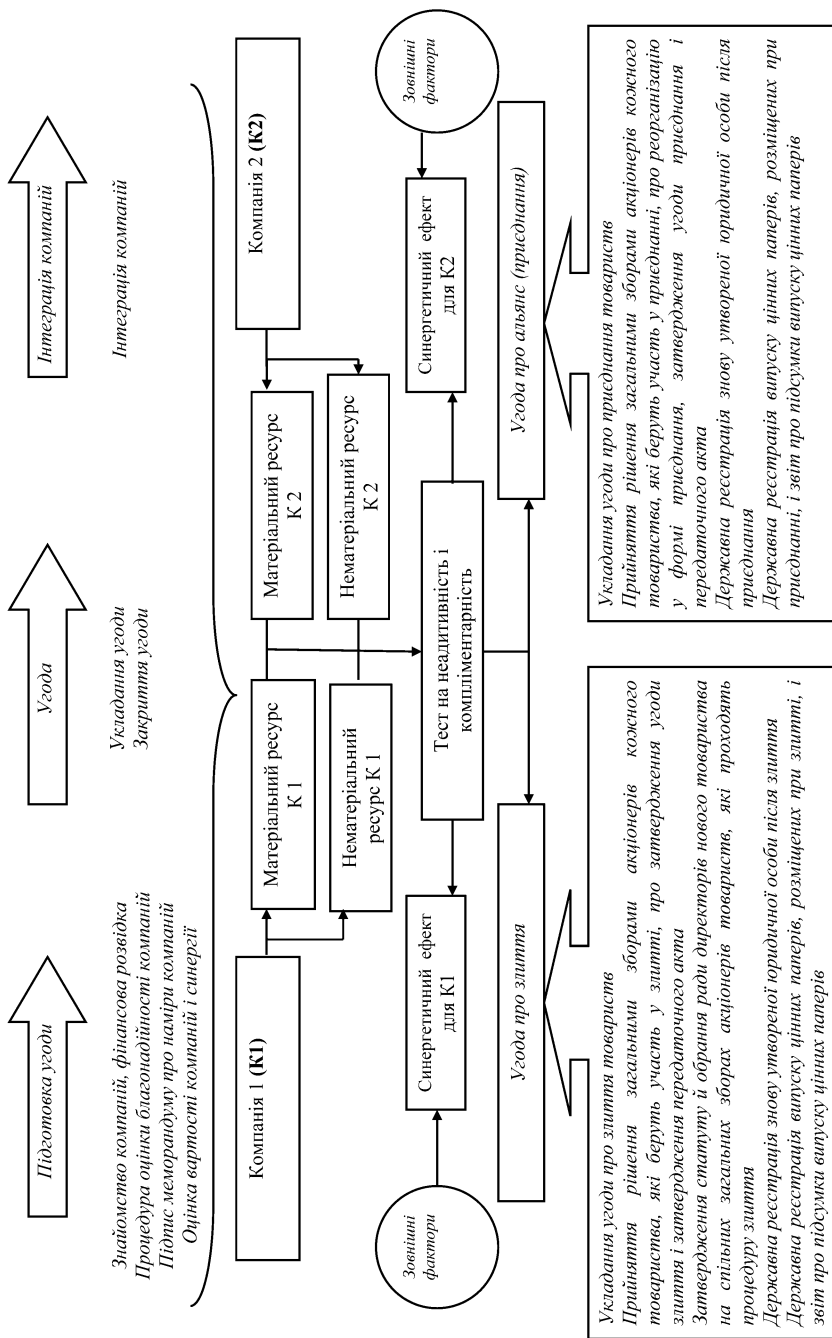 Підготовка угоди
Угода
Інтеграція компаній
Знайомство компаній, фінансова розвідка
Процедура оцінки благонадійності компаній
Підпис меморандуму про наміри компаній
Оцінка вартості компаній і синергії
Укладання угоди
Закриття угоди
Інтеграція компаній
Компанія 1 (К1)
Матеріальний ресурс
К 1
Матеріальний ресурс
К 2
Компанія 2 (К2)
Нематеріальний
ресурс К 1
Нематеріальний ресурс
К 2
Зовнішні
фактори
Синергетичний ефект
для К1
Тест на неадитивність і
компліментарність
Синергетичний ефект
для К2
Зовнішні
фактори
Угода про злиття
Угода про альянс (приєднання)
Укладання угоди про злиття товариств
Прийняття рішення загальними зборами акціонерів кожного
товариства, які беруть участь у злитті, про затвердження угоди
злиття і затвердження передаточного акта
Затвердження статуту й обрання ради директорів нового товариства
на спільних загальних зборах акціонерів товариств, які проходять
процедуру злиття
Державна реєстрація знову утвореної юридичної особи після злиття
Державна реєстрація випуску цінних паперів, розміщених при злитті, і
звіт про підсумки випуску цінних паперів
Укладання угоди про приєднання товариств
Прийняття рішення загальними зборами акціонерів кожного
товариства, які беруть участь у приєднанні, про реорганізацію
у формі приєднання, затвердження угоди приєднання і
передаточного акта
Державна реєстрація знову утвореної юридичної особи після
приєднання
Державна реєстрація випуску цінних паперів, розміщених при
приєднанні, і звіт про підсумки випуску цінних паперів